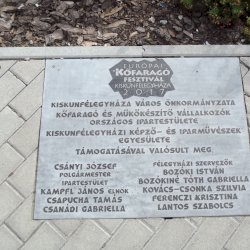 EURÓPAI
KŐFARAGÓ
FESZTIVÁL
KISKUNFÉLEGYHÁZA
2017
KISKUNFÉLEGYHÁZA VÁROS ÖNKORMÁNYZATA
KŐFARAGÓ ÉS MŰKŐKÉSZÍTŐ VÁLLALKOZÓK
ORSZÁGOS IPARTESTÜLETE
KISKUNFÉLEGYHÁZI KÉPZŐ- ÉS IPARMŰVÉSZEK
EGYESÜLETE
TÁMOGATÁSÁVAL VALÓSULT MEG.
CSÁNYI JÓZSEF
POLGÁRMESTER
IPARTESTÜLET
KAMPFL JÁNOS ELNÖK
CSAPUCHA TAMÁS
CSANÁDI GABRIELLA
FÉLEGYHÁZI SZERVEZŐK
BOZÓKI ISTVÁN
BOZÓKINÉ TÓTH GABRIELLA
KOVÁCS-CSONKA SZILVIA
FERENCZI KRISZTINA
LANTOS SZABOLCS